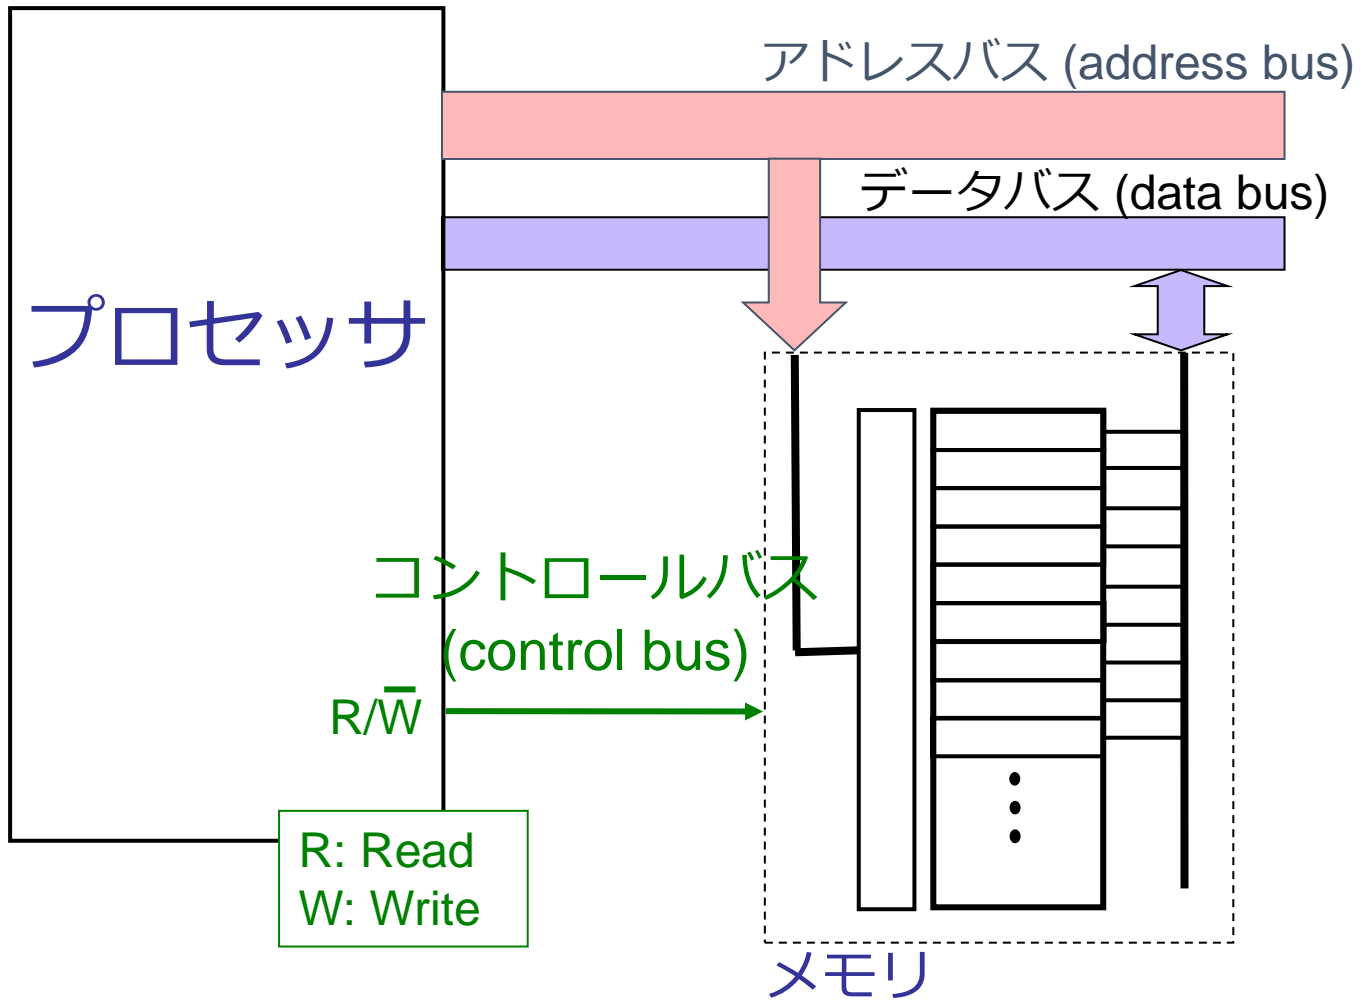 アドレスバス (address bus)
データバス (data bus)
プロセッサ
コントロールバス
(control bus)
R/W̅
R: Read
W: Write
メモリ